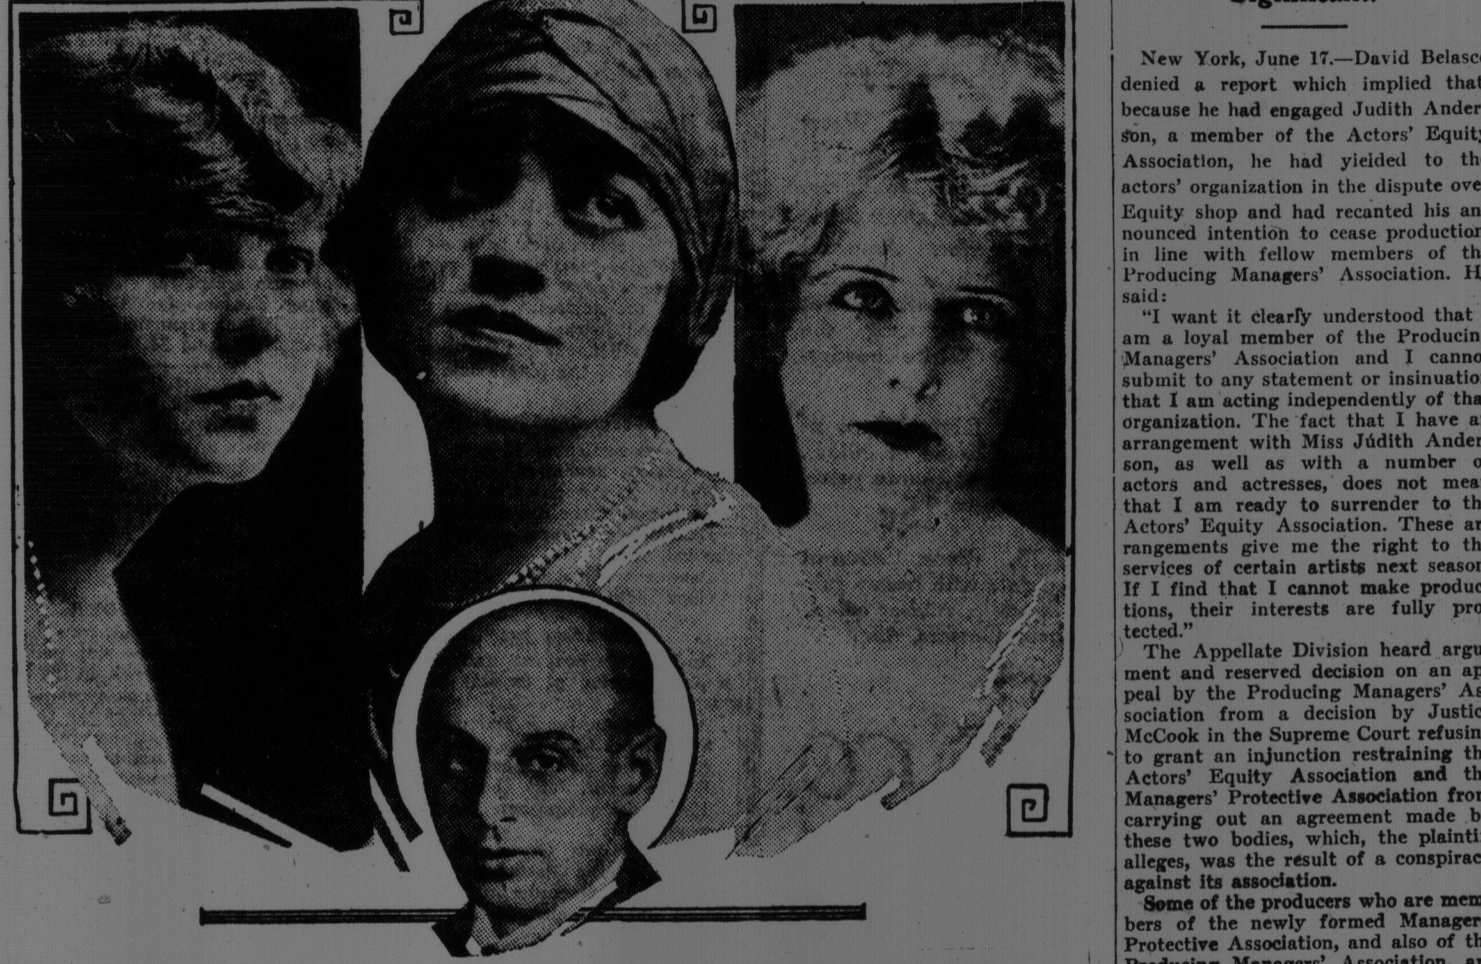 New York, June 17.—David Belasc
denied a report which implied that
because he had engaged Judith Ander
son, a member of the Actors' Equity
Association, he had yielded to th
actors' organization in the dispute ove
Equity shop and had recanted his an
nounced intention to cease production
in line with fellow members of th
Producing Managers' Association. H
said:
"I want it clearly understood that
am a loyal member of the Producin
Managers' Association and I canno
submit to any statement or insinuatio
that I am acting independently of tha
organization. The fact that I have a
arrangement with Miss Judith Ander
son, as well as with a number o
actors and actresses, does not mea
that I am ready to surrender to th
Actors' Equity Association. These ar
rangements give me the right to th
services of certain artists next season
If I find that I cannot make produc
tions, their interests are fully pro
tected."
The Appellate Division heard argu
ment and reserved decision on an ap
peal by the Producing Managers' As
sociation from a decision by Justic
McCook in the Supreme Court refusin
to grant an injunction restraining th
Actors' Equity Association and th
Managers' Protective Association from
carrying out an agreement made b
these two bodies, which, the plainti
alleges, was the result of a conspirac
against its association.
Some of the producers who are mem
bers of the newly formed Manager
Protective Association, and also of th